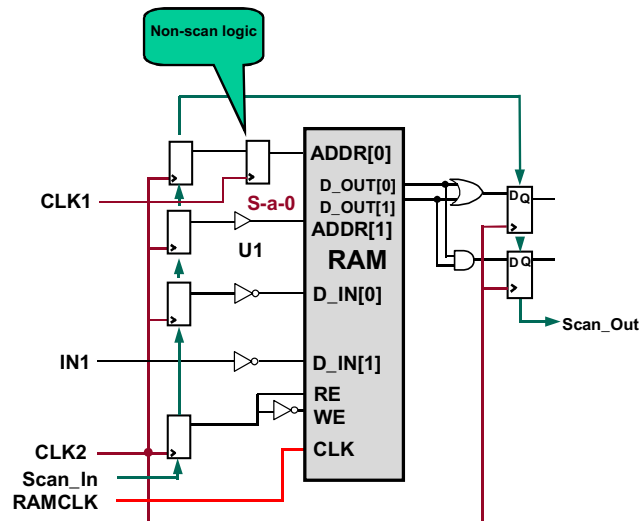 Non-scan logic
ADDR[0]
D_OUT[0]
CLK1
S-a-0
D_OUT[1]
ADDR[1]
U1
RAM
D Q
D Q
D_IN[0]
Scan_Out
IN1
D_IN[1]
RE
WE
CLK2
CLK
Scan_In
RAMCLK